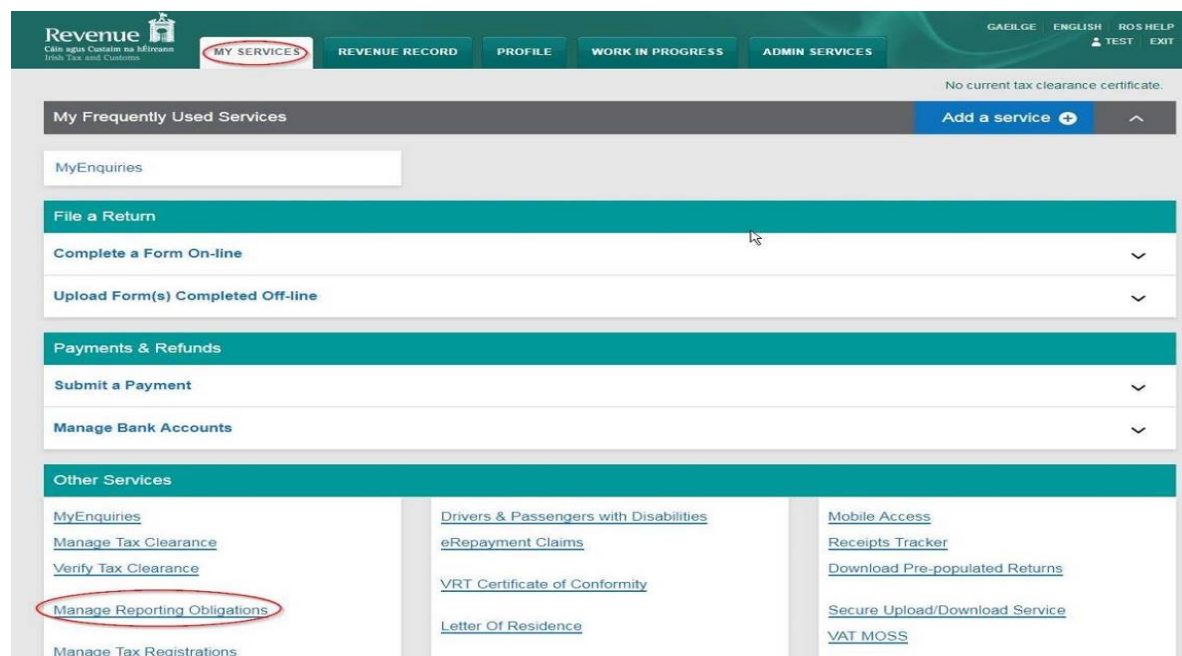 GAEILGE ENGLISH ROS HELP
Revenue
Cáin agus Custaim na hÉireann
Irish Tax and Customs
MY SERVICES REVENUE RECORD PROFILE WORK IN PROGRESS ADMIN SERVICES
TEST EXIT
No current tax clearance certificate.
My Frequently Used Services
Add a service
MyEnquiries
File a Return
Complete a Form On-line
Upload Form(s) Completed Off-line
Payments & Refunds
Submit a Payment
Manage Bank Accounts
Other Services
MyEnquiries
Manage Tax Clearance
Verify Tax Clearance
Manage Reporting Obligations
Manage Tax Registrations
Drivers & Passengers with Disabilities
eRepayment Claims
VRT Certificate of Conformity
Letter Of Residence
Mobile Access
Receipts Tracker
Download Pre-populated Returns
Secure Upload/Download Service
VAT MOSS